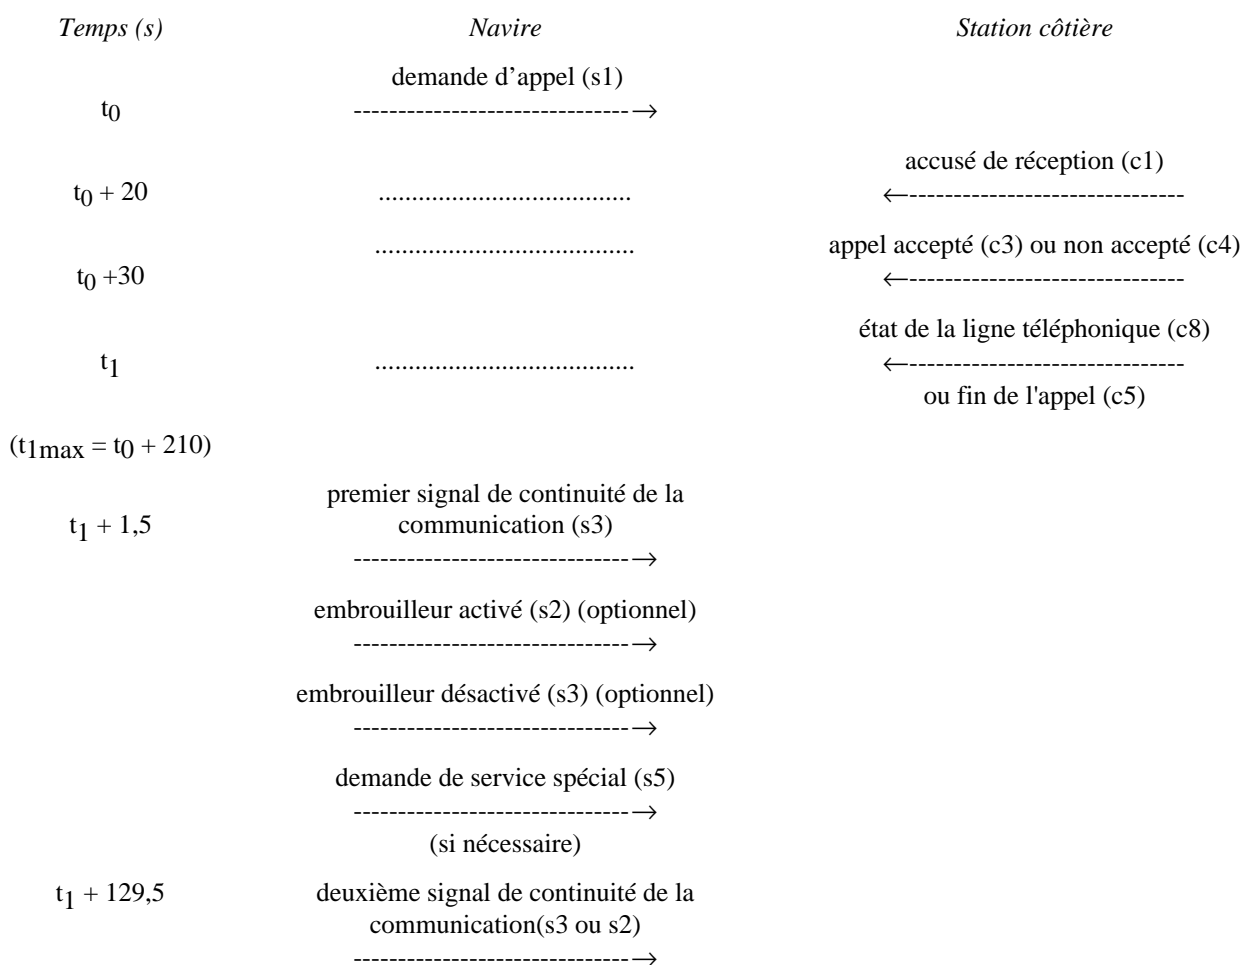 Temps (s) Navire Station côtière
demande d’appel (s1)
t0 -------------------------------→
accusé de réception (c1)
t0 + 20 ...................................... ←-------------------------------
....................................... appel accepté (c3) ou non accepté (c4)
t0 +30 ←-------------------------------
état de la ligne téléphonique (c8)
t1 ....................................... ←-------------------------------
ou fin de l'appel (c5)
(t1max = t0 + 210)
premier signal de continuité de la
t1 + 1,5 communication (s3)
-------------------------------→
embrouilleur activé (s2) (optionnel)
-------------------------------→
embrouilleur désactivé (s3) (optionnel)
-------------------------------→
demande de service spécial (s5)
-------------------------------→
(si nécessaire)
t1 + 129,5 deuxième signal de continuité de la
communication(s3 ou s2)
-------------------------------→